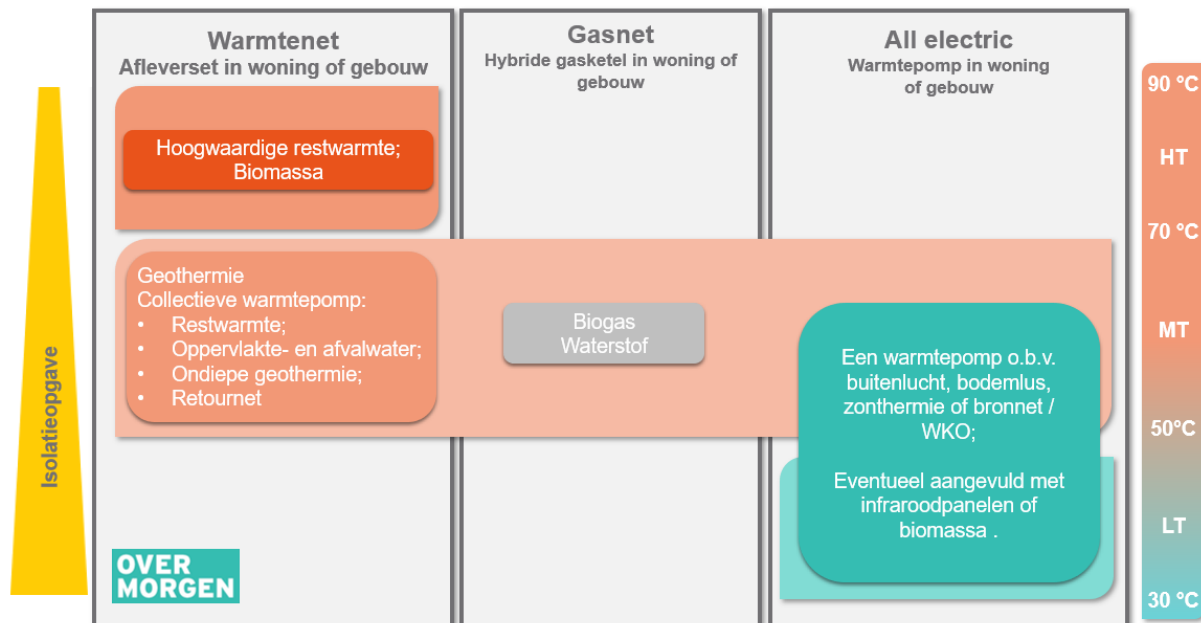 Warmtenet
Afleverset in woning of gebouw
Gasnet
Hybride gasketel in woning of
gebouw
All electric
Warmtepomp in woning
of gebouw
Hoogwaardige restwarmte;
Biomassa
Geothermie
Collectieve warmtepomp:
• Restwarmte;
• Oppervlakte- en afvalwater;
• Ondiepe geothermie;
• Retournet
Biogas
Waterstof
Een warmtepomp o.b.v.
buitenlucht, bodemlus,
zonthermie of bronnet /
WKO;
Eventueel aangevuld met
infraroodpanelen of
biomassa .
Isolatieopgave
90 °C
HT
70 °C
MT
50°C
LT
30 °C
OVER
MORGEN